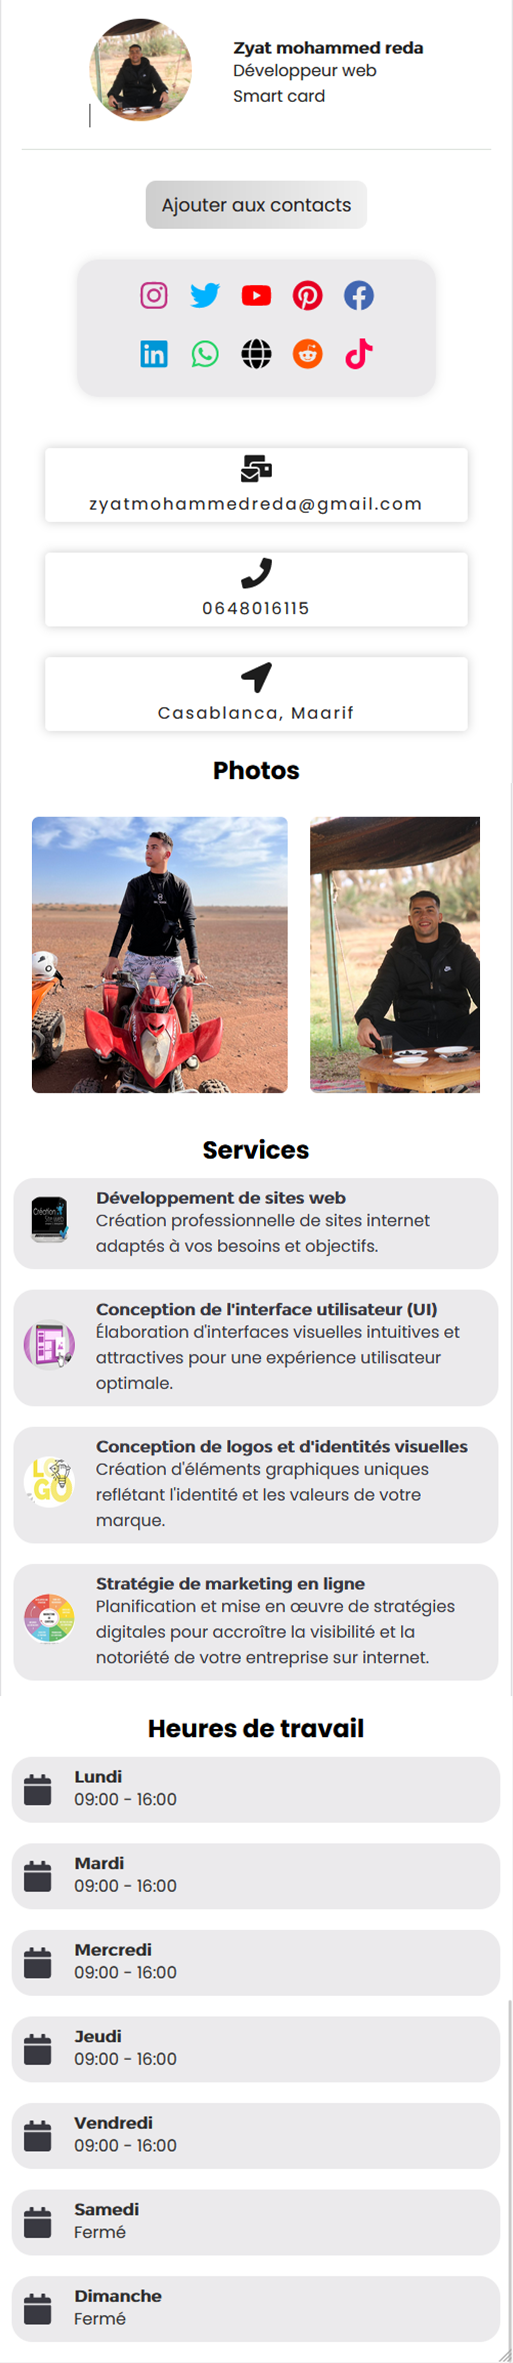 Zyat mohammed reda
Développeur web
Smart card
Ajouter aux contacts
zyatmohammedreda@gmail.com
0648016115
Casablanca, Maarif
Photos
Services
Création
Développement de sites web
Création professionnelle de sites internet
adaptés à vos besoins et objectifs.
Conception de l'interface utilisateur (UI)
Élaboration d'interfaces visuelles intuitives et
attractives pour une expérience utilisateur
optimale.
LO
GO
Conception de logos et d'identités visuelles
Création d'éléments graphiques uniques
reflétant l'identité et les valeurs de votre
marque.
Stratégie de marketing en ligne
Planification et mise en œuvre de stratégies
digitales pour accroître la visibilité et la
notoriété de votre entreprise sur internet.
Heures de travail
Lundi
09:00 - 16:00
Mardi
09:00 - 16:00
Mercredi
09:00 - 16:00
Jeudi
09:00 - 16:00
Vendredi
09:00 - 16:00
Samedi
Fermé
Dimanche
Fermé